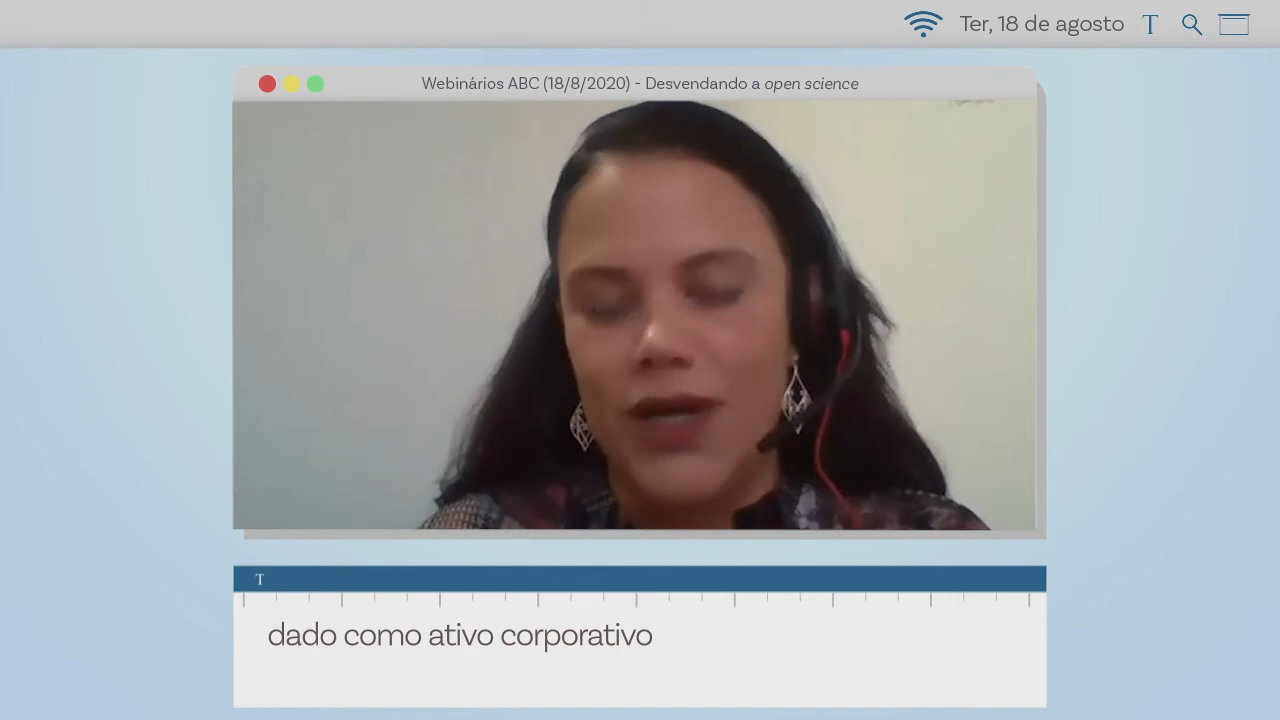 Ter, 18 de agosto T
Webinários ABC (18/8/2020) - Desvendando a open science
T
dado como ativo corporativo